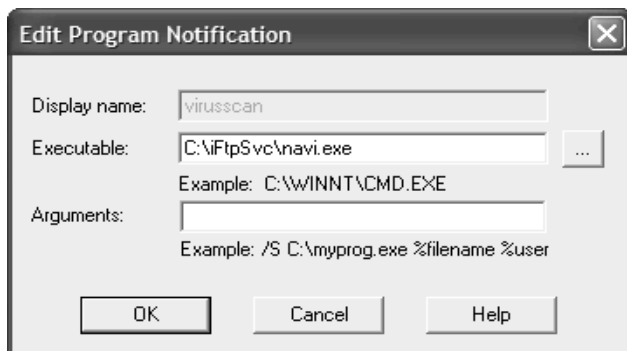 Edit Program Notification
Display name: virusscan
Executable: C:\iFtpSvc\navi.exe ...
Example: C:\WINNT\CMD.EXE
Arguments:
Example: /S C:\myprog.exe %filename %user
OK Cancel Help